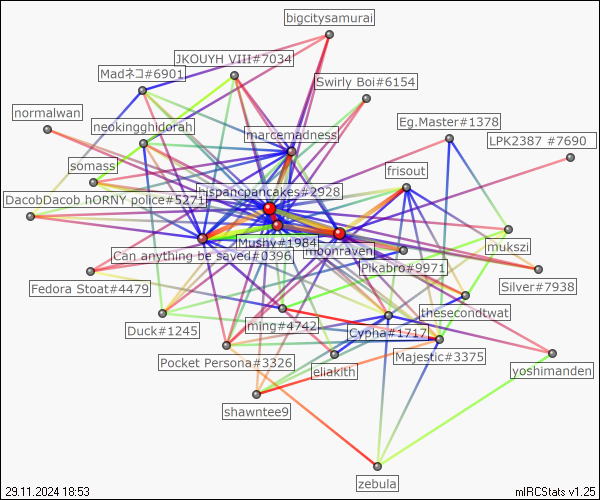 bigcitysamurai
JKOUYH VIII#7034
Madネコ#6901
Swirly Boi#6154
normalwan
neokingghidorah
marcemadness
Eg.Master#1378
LPK2387 #7690
somass
frisout
DacobDacob hORNY police#5271
hispancpancakes#2928
Mushy#1984
moonraven
mukszi
Can anything be saved#0396
Pikabro#9971
Fedora Stoat#4479
Silver#7938
thesecondtwat
Duck#1245
ming#4742
Cypha#1717
Pocket Persona#3326
Majestic#3375
eliakith
yoshimanden
shawntee9
zebula
29.11.2024 18:53
mIRCStats v1.25